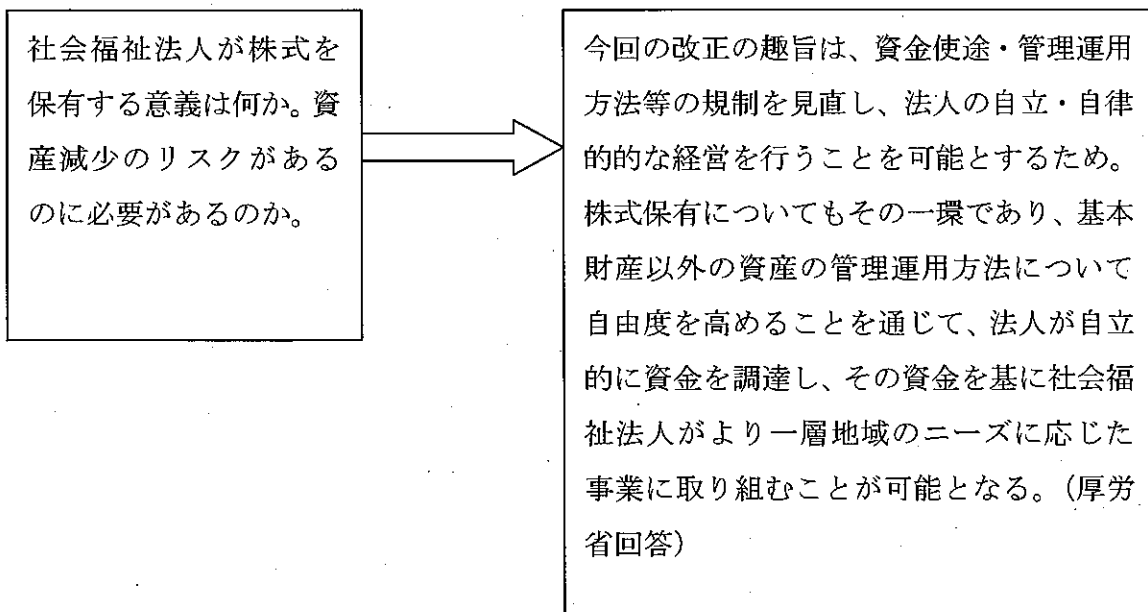 社会福祉法人が株式を
保有する意義は何か。資
産減少のリスクがある
のに必要があるのか。
今回の改正の趣旨は、資金使途・管理運用
方法等の規制を見直し、法人の自立・自律
的的な経営を行うことを可能とするため。
株式保有についてもその一環であり、基本
財産以外の資産の管理運用方法について
自由度を高めることを通じて、法人が自立
的に資金を調達し、その資金を基に社会福
祉法人がより一層地域のニーズに応じた
事業に取り組むことが可能となる。（厚労
省回答）